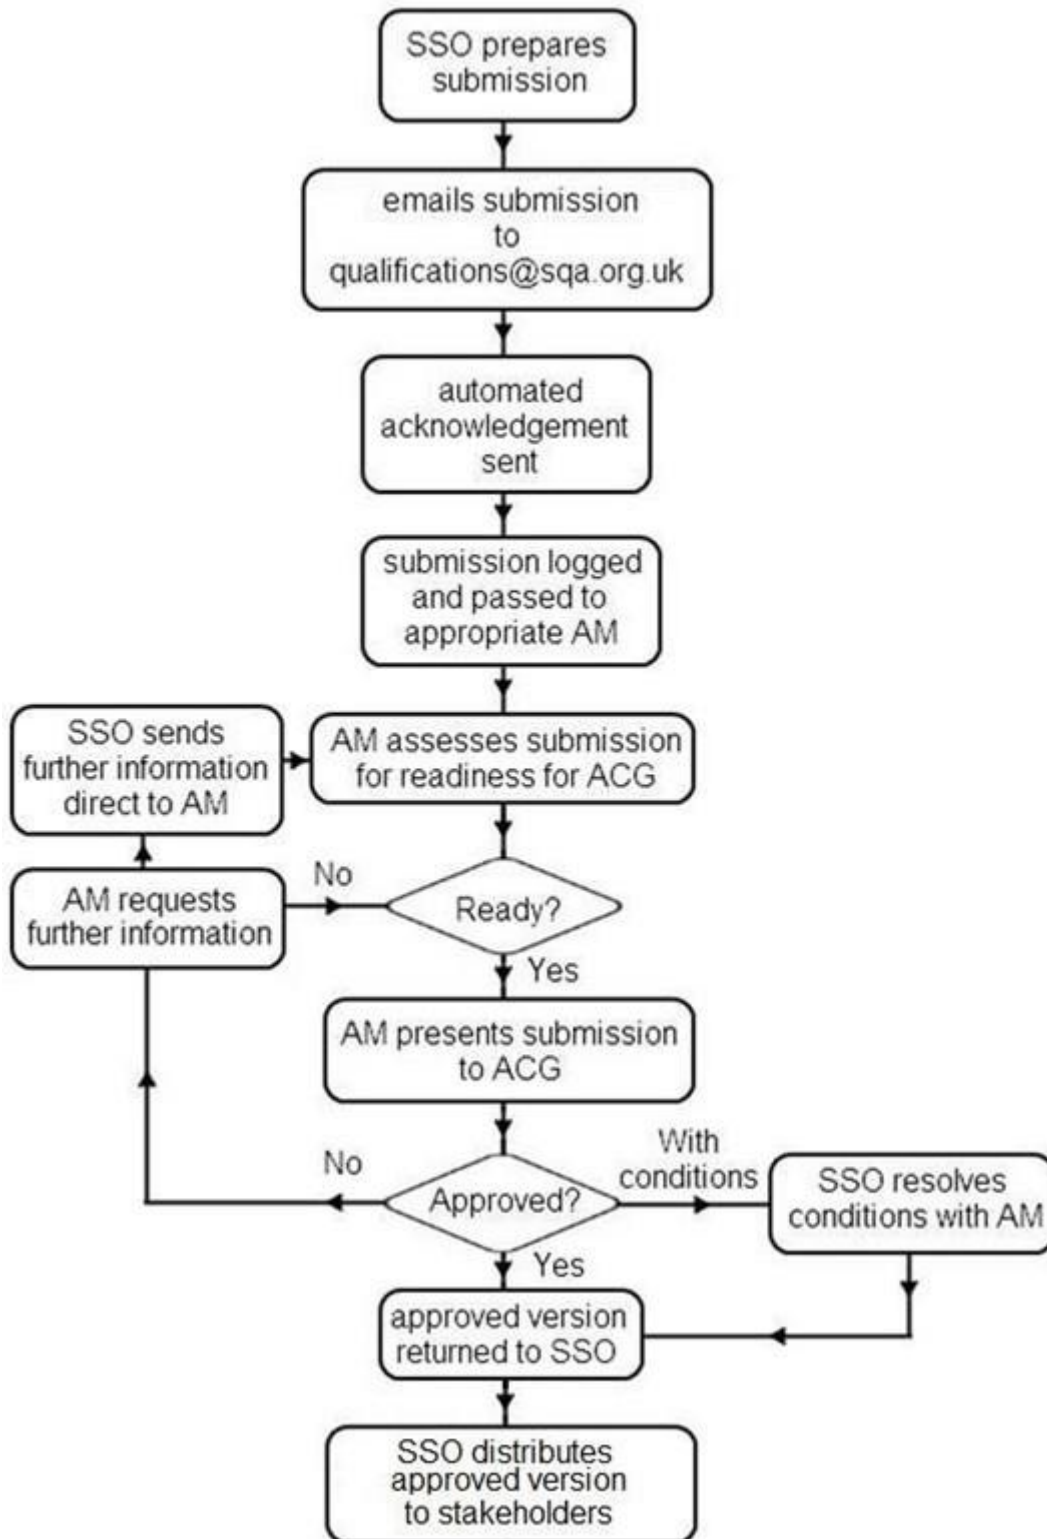 SSO prepares
submission
emails submission
to
qualifications@sqa.org.uk
automated
acknowledgement
sent
submission logged
and passed to
appropriate AM
SSO sends
further information
direct to AM
AM assesses submission
for readiness for ACG
AM requests
further information
No
Ready?
Yes
AM presents submission
to ACG
No
Approved?
With
conditions
SSO resolves
conditions with AM
Yes
approved version
returned to SSO
SSO distributes
approved version
to stakeholders